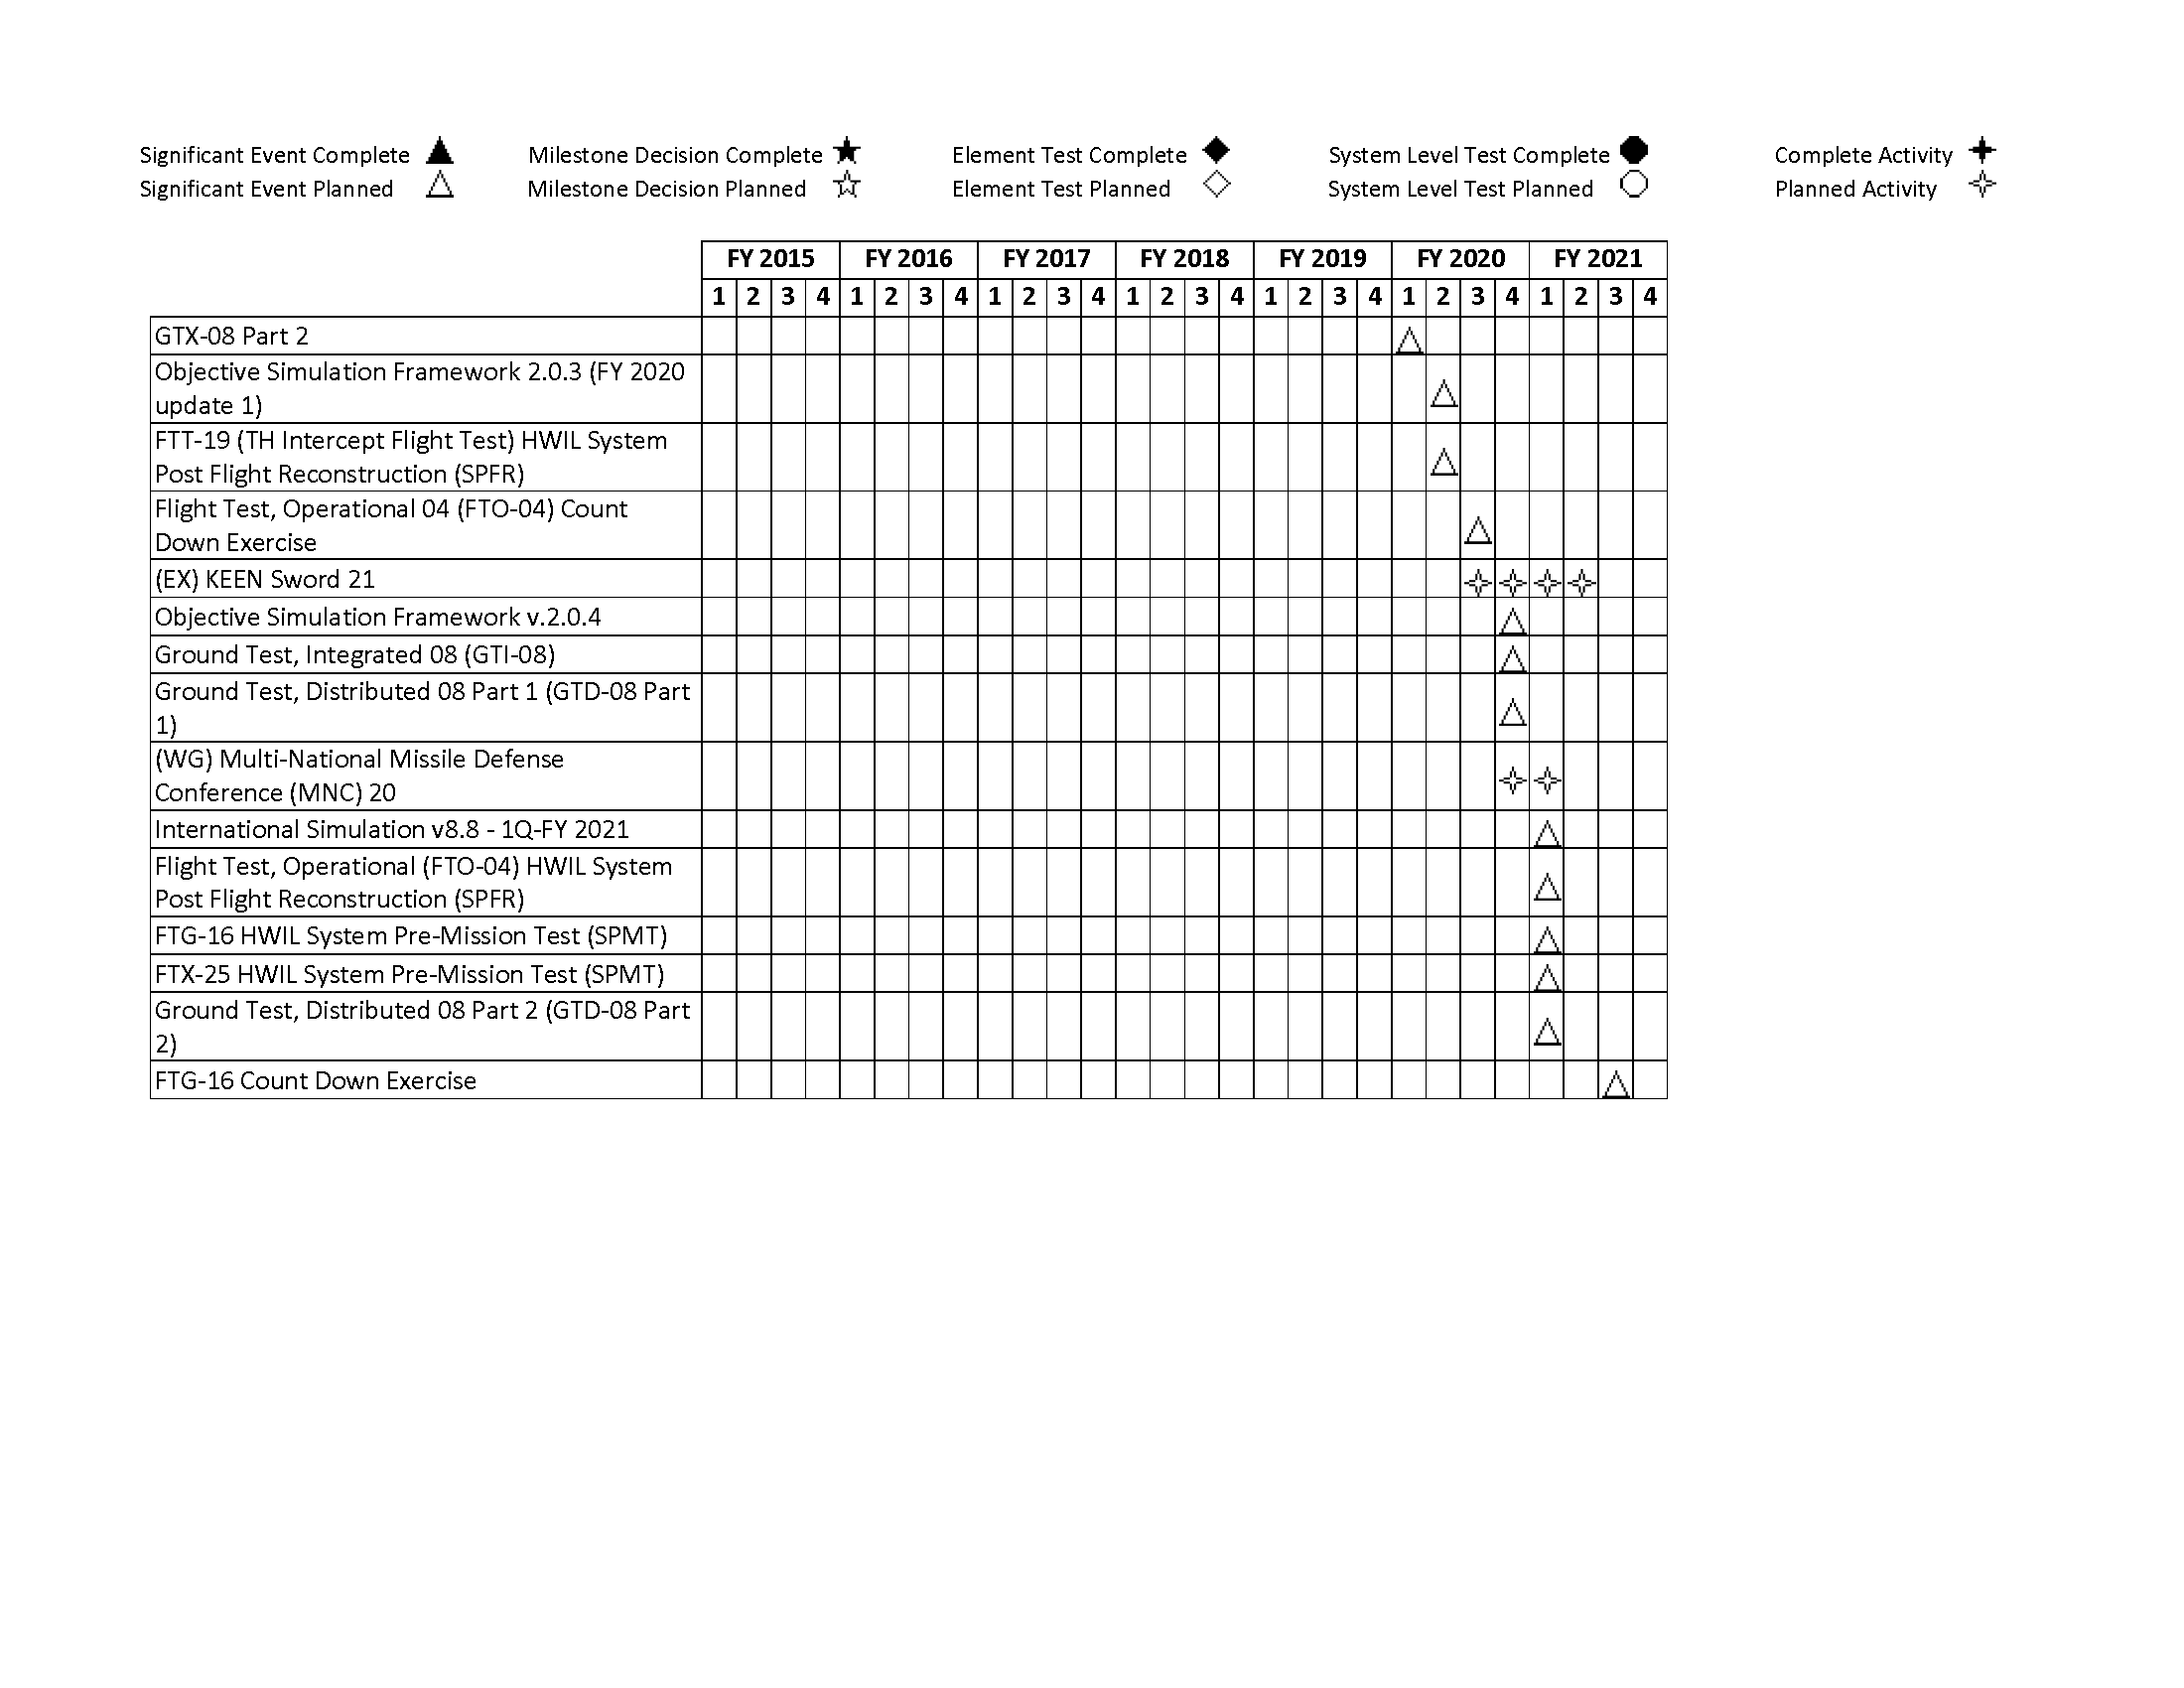 Significant Event Complete
Milestone Decision Complete
Element Test Complete
System Level Test Complete
Complete Activity
Significant Event Planned
Milestone Decision Planned
Element Test Planned
System Level Test Planned
Planned Activity
FY 2015 FY 2016 FY 2017 FY 2018 FY 2019 FY 2020 FY 2021
1 2 3 4 1 2 3 4 1 2 3 4 1 2 3 4 1 2 3 4 1 2 3 4 1 2 3 4
GTX-08 Part 2
Objective Simulation Framework 2.0.3 (FY 2020
update 1)
FTT-19 (TH Intercept Flight Test) HWIL System
Post Flight Reconstruction (SPFR)
Flight Test, Operational 04 (FTO-04) Count
Down Exercise
(EX) KEEN Sword 21
Objective Simulation Framework v.2.0.4
Ground Test, Integrated 08 (GTI-08)
Ground Test, Distributed 08 Part 1 (GTD-08 Part
1)
(WG) Multi-National Missile Defense
Conference (MNC) 20
International Simulation v8.8 - 1Q-FY 2021
Flight Test, Operational (FTO-04) HWIL System
Post Flight Reconstruction (SPFR)
FTG-16 HWIL System Pre-Mission Test (SPMT)
FTX-25 HWIL System Pre-Mission Test (SPMT)
Ground Test, Distributed 08 Part 2 (GTD-08 Part
2)
FTG-16 Count Down Exercise